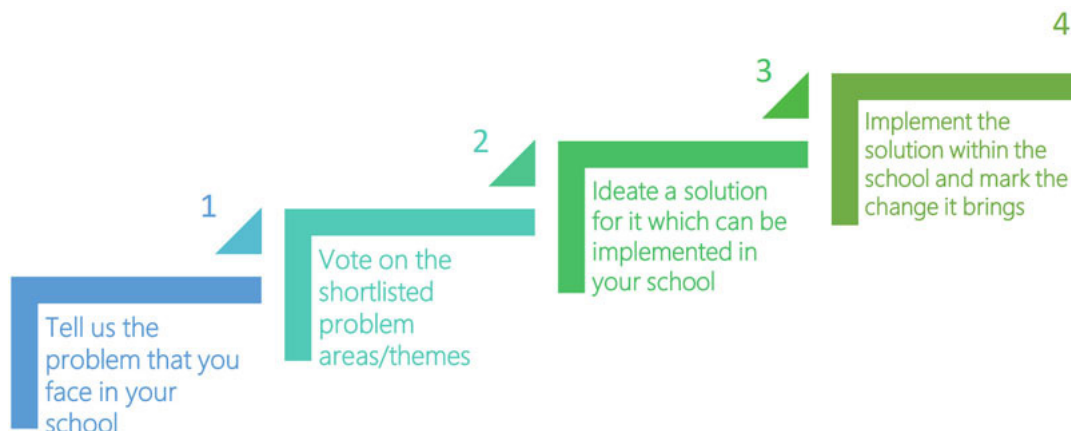 1
Tell us the
problem that you
face in your
school
2
Vote on the
shortlisted
problem
areas/themes
3
Ideate a solution
for it which can be
implemented in
your school
4
Implement the
solution within the
school and mark the
change it brings